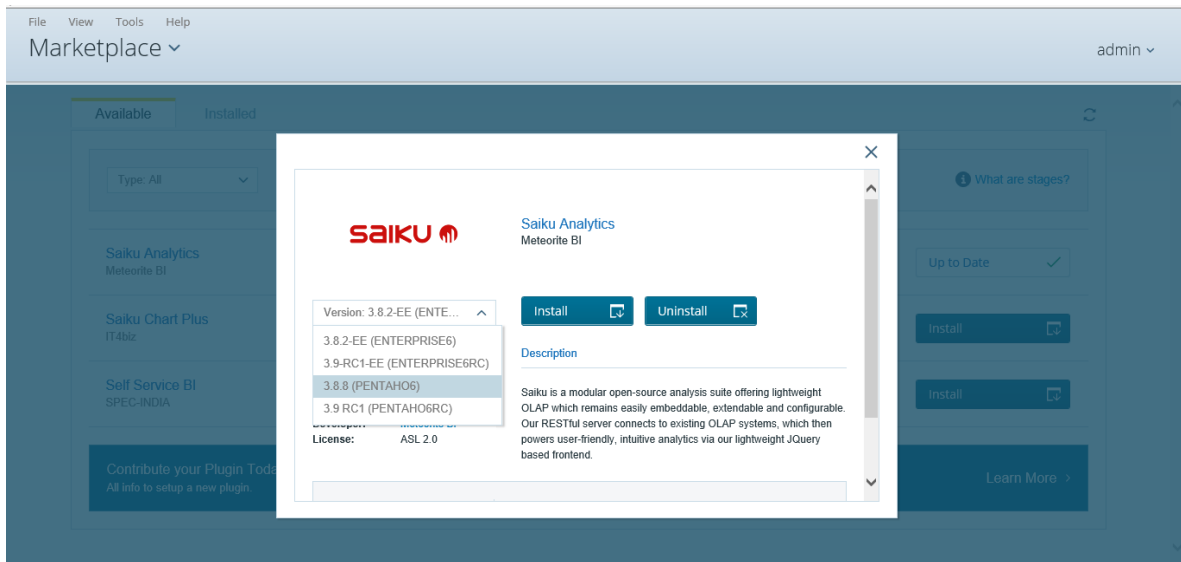 File View Tools Help
Marketplace
admin
Available Installed
Type: All
What are stages?
Saiku Analytics
Meteorite BI
Up to Date
Saiku Chart Plus
IT4biz
Install
Self Service BI
SPEC-INDIA
Install
Contribute your Plugin Toda
All info to setup a new plugin.
Learn More
saiku
Saiku Analytics
Meteorite BI
Version: 3.8.2-EE (ENTE...
Install
Uninstall
3.8.2-EE (ENTERPRISE6)
3.9-RC1-EE (ENTERPRISE6RC)
3.8.8 (PENTAHO6)
3.9 RC1 (PENTAHO6RC)
License: ASL 2.0
Description
Saiku is a modular open-source analysis suite offering lightweight
OLAP which remains easily embeddable, extendable and configurable.
Our RESTful server connects to existing OLAP systems, which then
powers user-friendly, intuitive analytics via our lightweight JQuery
based frontend.